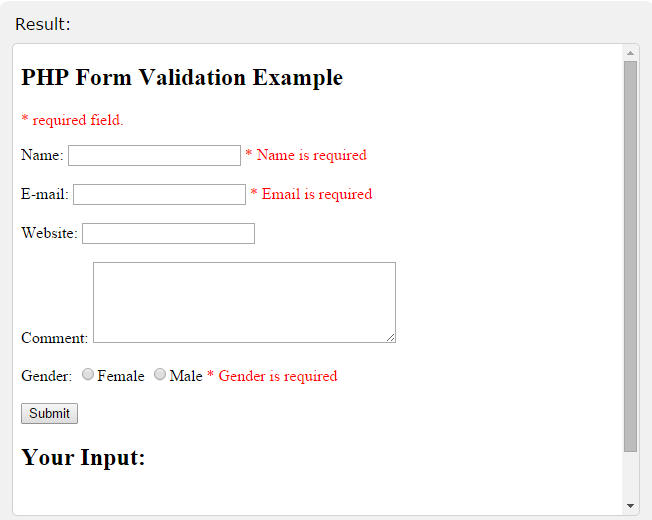 Result:
PHP Form Validation Example
* required field.
Name: * Name is required
E-mail: * Email is required
Website:
Comment:
Gender: Female Male * Gender is required
Submit
Your Input: